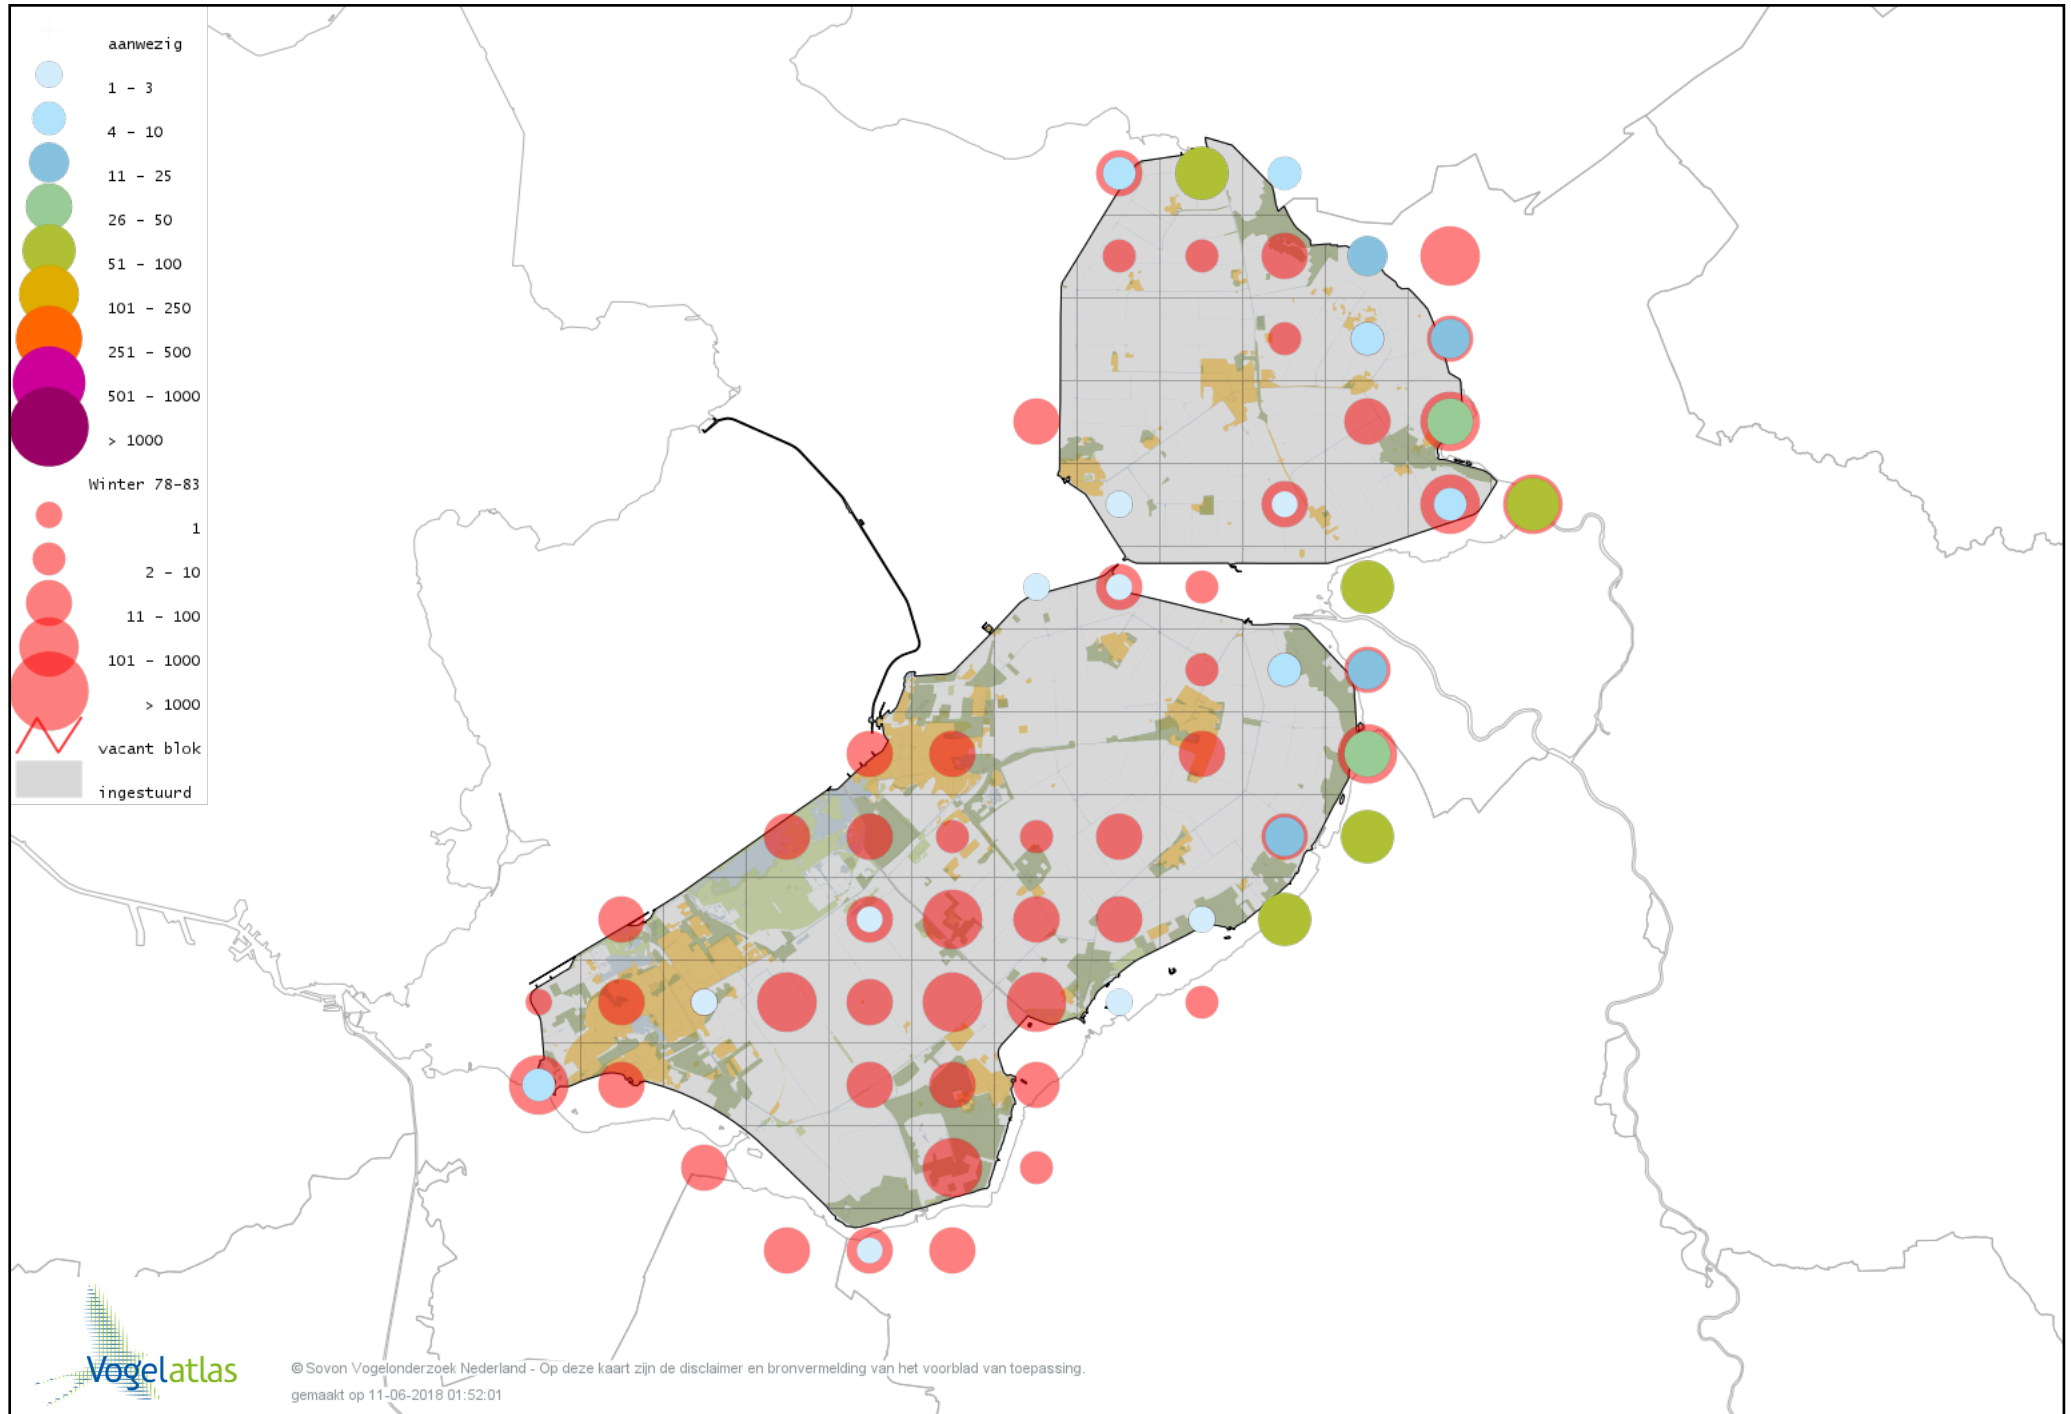 aanwezig
1 - 3
4 - 10
11 - 25
26 - 50
51 - 100
101 - 250
251 - 500
501 - 1000
> 1000
Winter 78-83
1
2 - 10
11 - 100
101 - 1000
> 1000
vacant blok
ingestuurd
Vogelatlas
© Sovon Vogelonderzoek Nederland - Op deze kaart zijn de disclaimer en bronvermelding van het voorblad van toepassing.
gemaakt op 11-06-2018 01:52:01